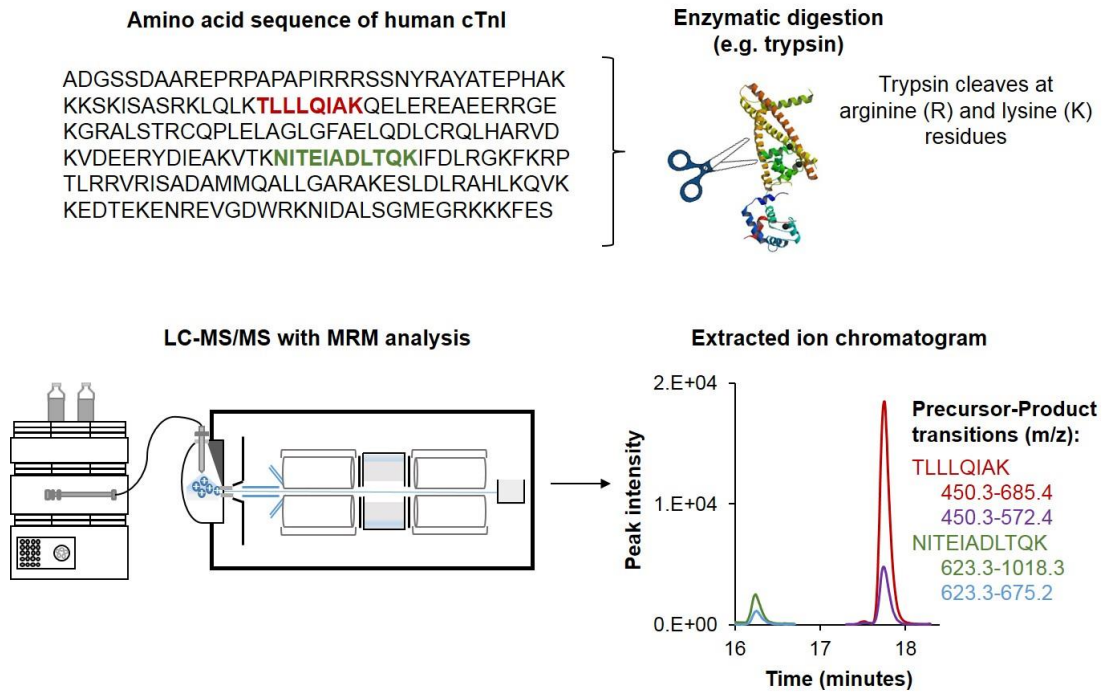 Amino acid sequence of human cTnI
ADGSSDAAREPRPAPAPIRRRSSNYRAYATEPHAK
KKSKISASRKLQLKTLLLQIAKQELEREAEERRGE
KGRALSTRCQPLELAGLGFAELQDLCRQLHARVD
KVDEERYDIEAKVTKNITEIADLTQKIFDLRGKFKRP
TLRRVRISADAMMQALLGARAKESLDLRAHLKQVK
KEDTEKENREVGDWRKNIDALSGMEGRKKKFES
Enzymatic digestion
(e.g. trypsin)
Trypsin cleaves at
arginine (R) and lysine (K)
residues
LC-MS/MS with MRM analysis
Extracted ion chromatogram
Peak intensity
2.E+04
1.E+04
0.E+00
16
17
18
Time (minutes)
Precursor-Product
transitions (m/z):
TLLLQIAK
450.3-685.4
450.3-572.4
NITEIADLTQK
623.3-1018.3
623.3-675.2